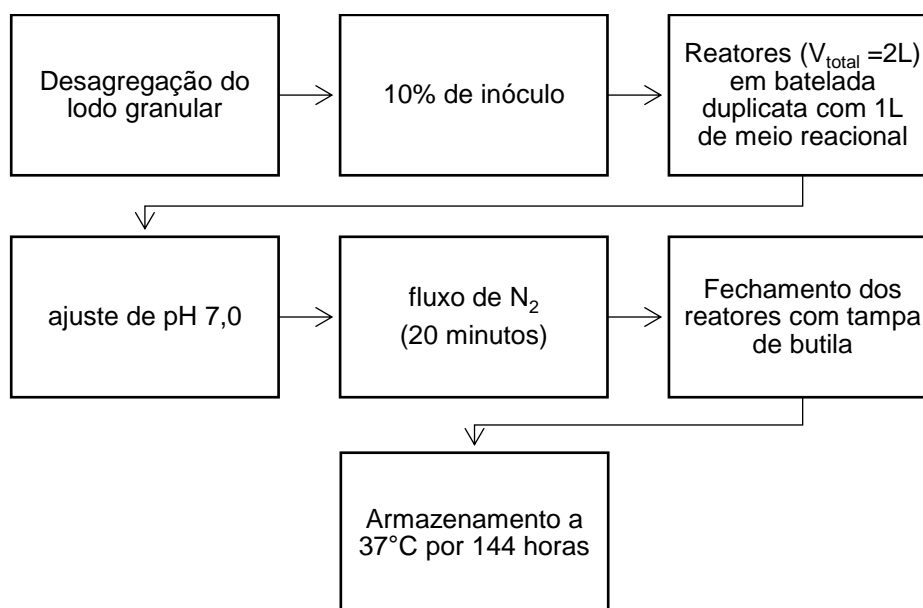 Desagregação do
lodo granular
10% de inóculo
Reatores (V_total =2L)
em batelada
duplicata com 1L
de meio reacional
ajuste de pH 7,0
fluxo de N₂
(20 minutos)
Fechamento dos
reatores com tampa
de butila
Armazenamento a
37°C por 144 horas